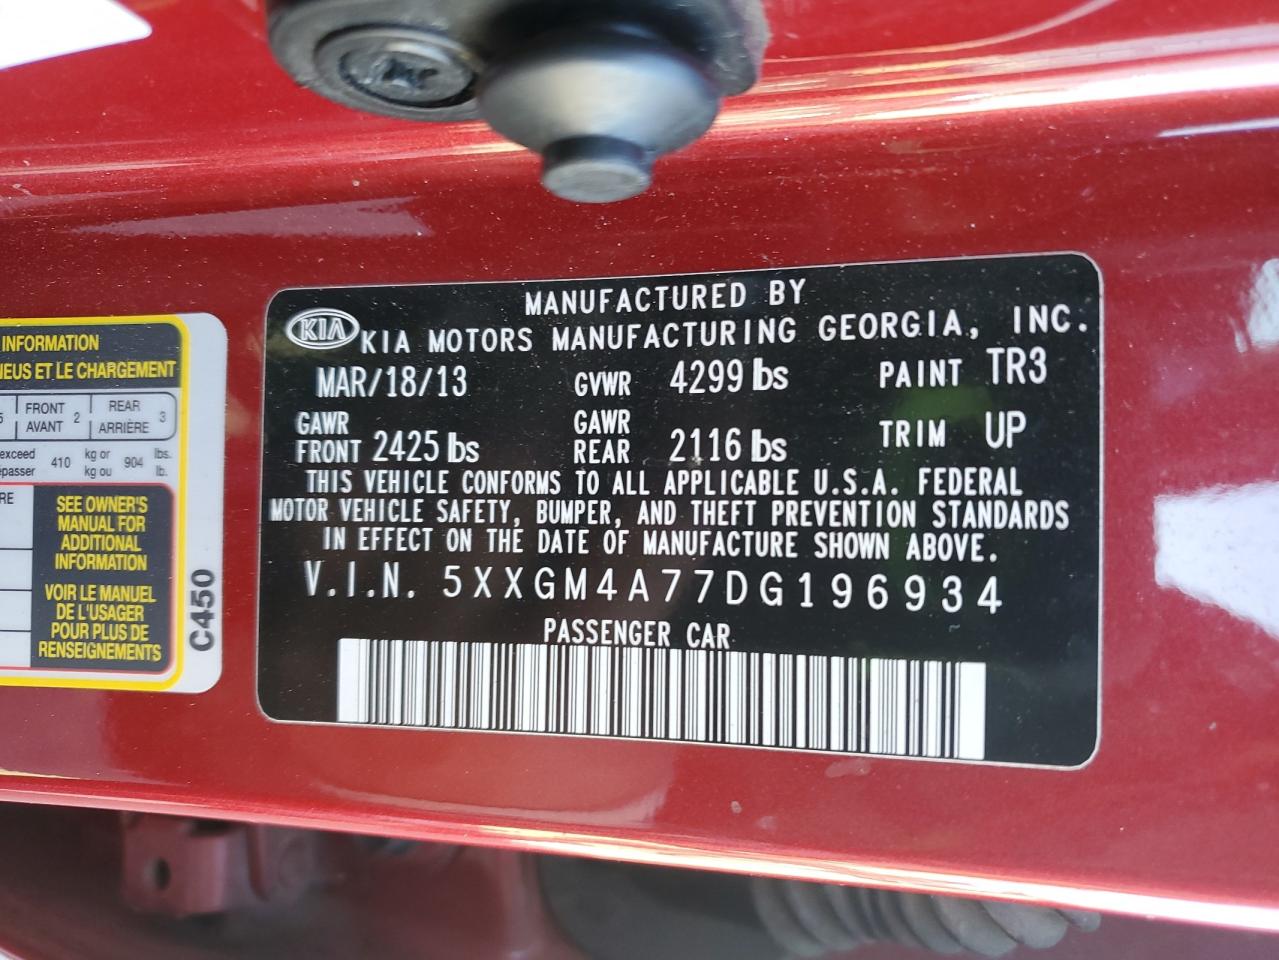 INFORMATION
NEUS ET LE CHARGEMENT
5 FRONT AVANT 2 REAR ARRIÈRE 3
exceed 410 kg or 904 lbs.
épasser kg ou lb.
RE
SEE OWNER'S
MANUAL FOR
ADDITIONAL
INFORMATION
VOIR LE MANUEL
DE L'USAGER
POUR PLUS DE
RENSEIGNEMENTS
C450
MANUFACTURED BY
KIA KIA MOTORS MANUFACTURING GEORGIA, INC.
MAR/18/13 GVWR 4299 lbs PAINT TR3
GAWR FRONT 2425 lbs GAWR REAR 2116 lbs TRIM UP
THIS VEHICLE CONFORMS TO ALL APPLICABLE U.S.A. FEDERAL
MOTOR VEHICLE SAFETY, BUMPER, AND THEFT PREVENTION STANDARDS
IN EFFECT ON THE DATE OF MANUFACTURE SHOWN ABOVE.
V.I.N. 5XXGM4A77DG196934
PASSENGER CAR